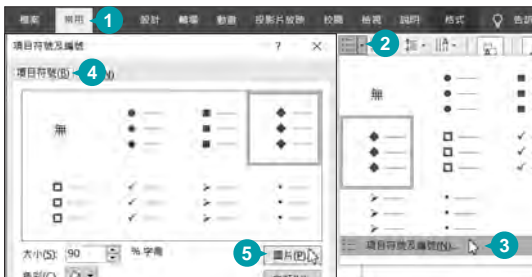 檔案 常用 1 設計 轉場 動畫 投影片放映 校閱 檢視 說明 格式
項目符號及編號 ? ×
2
項目符號(B) 4 (N)
無
無
大小(S): 90 % 字高
5 圖片(P)
項目符號及編號(N)... 3